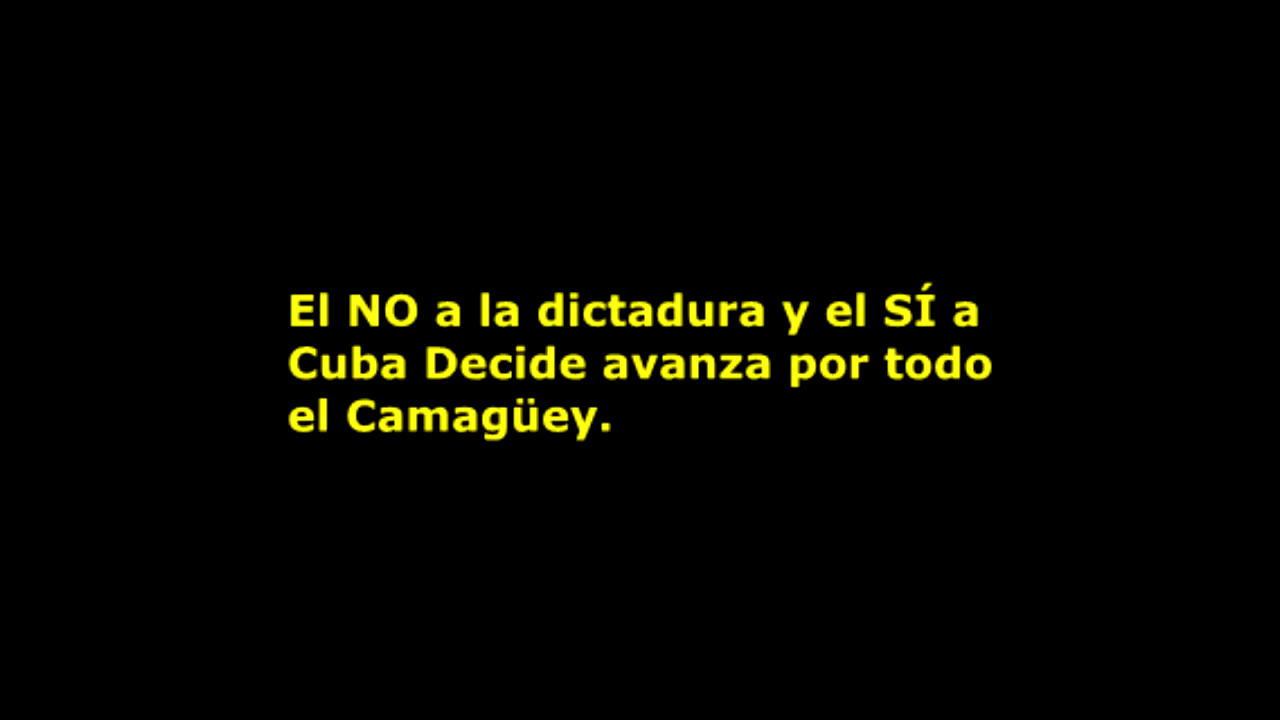 El NO a la dictadura y el SÍ a
Cuba Decide avanza por todo
el Camagüey.